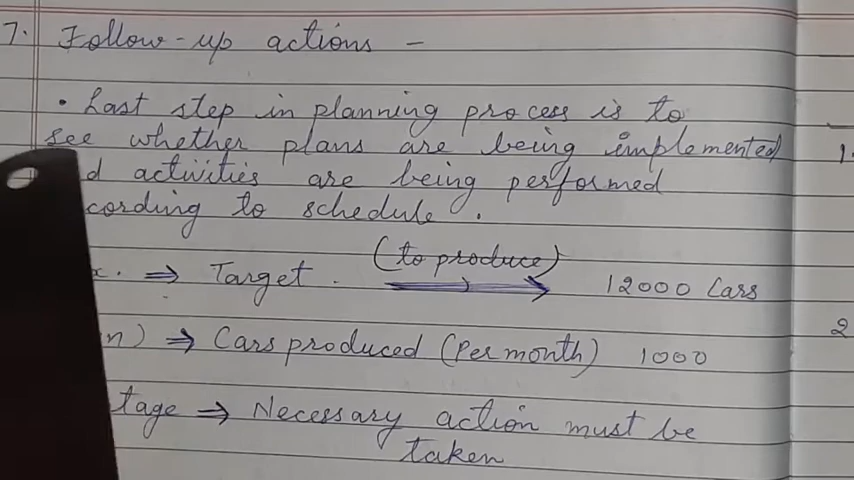 7. Follow-up actions -
• Last step in planning process is to
see whether plans are being implemented
d activities are being performed
cording to schedule.
x. ⇒ Target. (to produce) → 12000 Cars
n) ⇒ Cars produced (Per month) 1000
tage ⇒ Necessary action must be
taken
1.
2